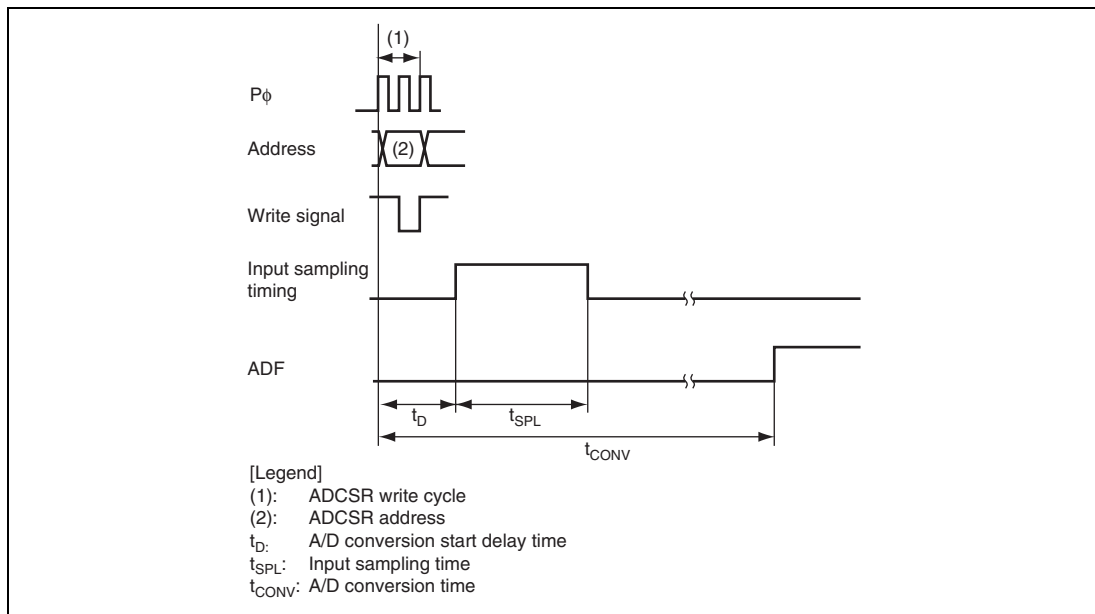 (1)
Pϕ
Address
(2)
Write signal
Input sampling
timing
ADF
tD
tSPL
tCONV
[Legend]
(1): ADCSR write cycle
(2): ADCSR address
tD: A/D conversion start delay time
tSPL: Input sampling time
tCONV: A/D conversion time